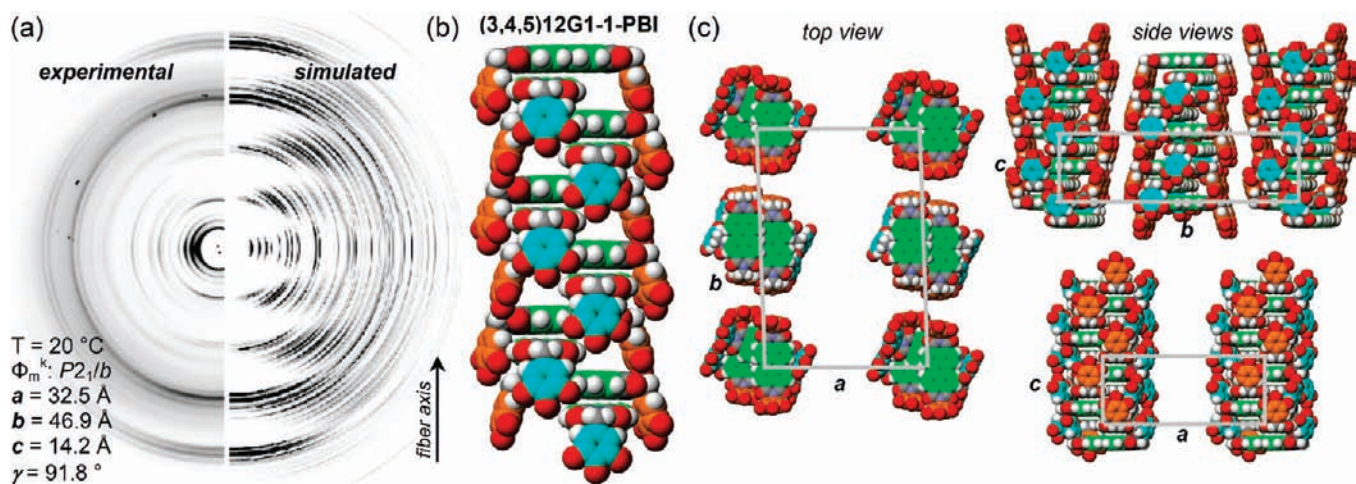 (a)
experimental
simulated
T = 20 °C
Φₘᵏ: P2₁/b
a = 32.5 Å
b = 46.9 Å
c = 14.2 Å
γ = 91.8 °
fiber axis
(b)
(3,4,5)12G1-1-PBI
(c)
top view
b
a
side views
c
b
c
a